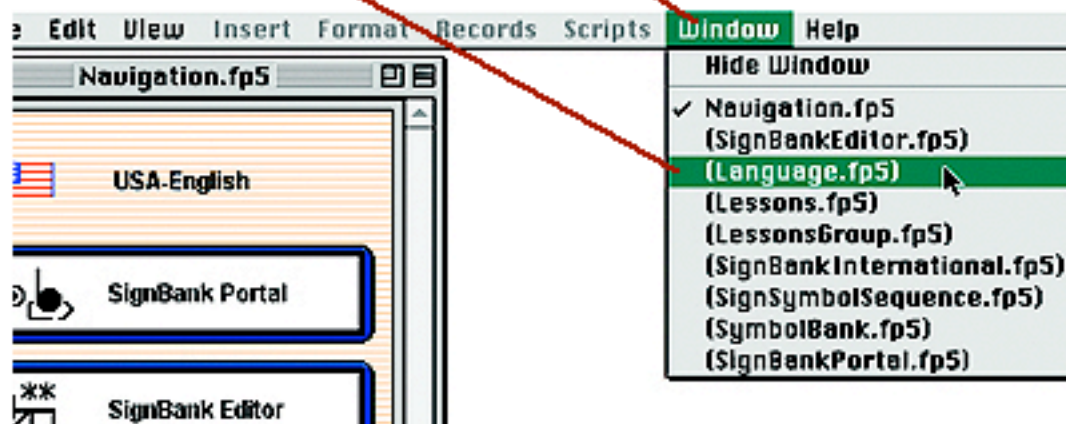 Edit View Insert Format Records Scripts Window Help
Navigation.fp5
USA-English
SignBank Portal
SignBank Editor
Hide Window
✓ Navigation.fp5
(SignBankEditor.fp5)
(Language.fp5)
(Lessons.fp5)
(LessonsGroup.fp5)
(SignBankInternational.fp5)
(SignSymbolSequence.fp5)
(SymbolBank.fp5)
(SignBankPortal.fp5)